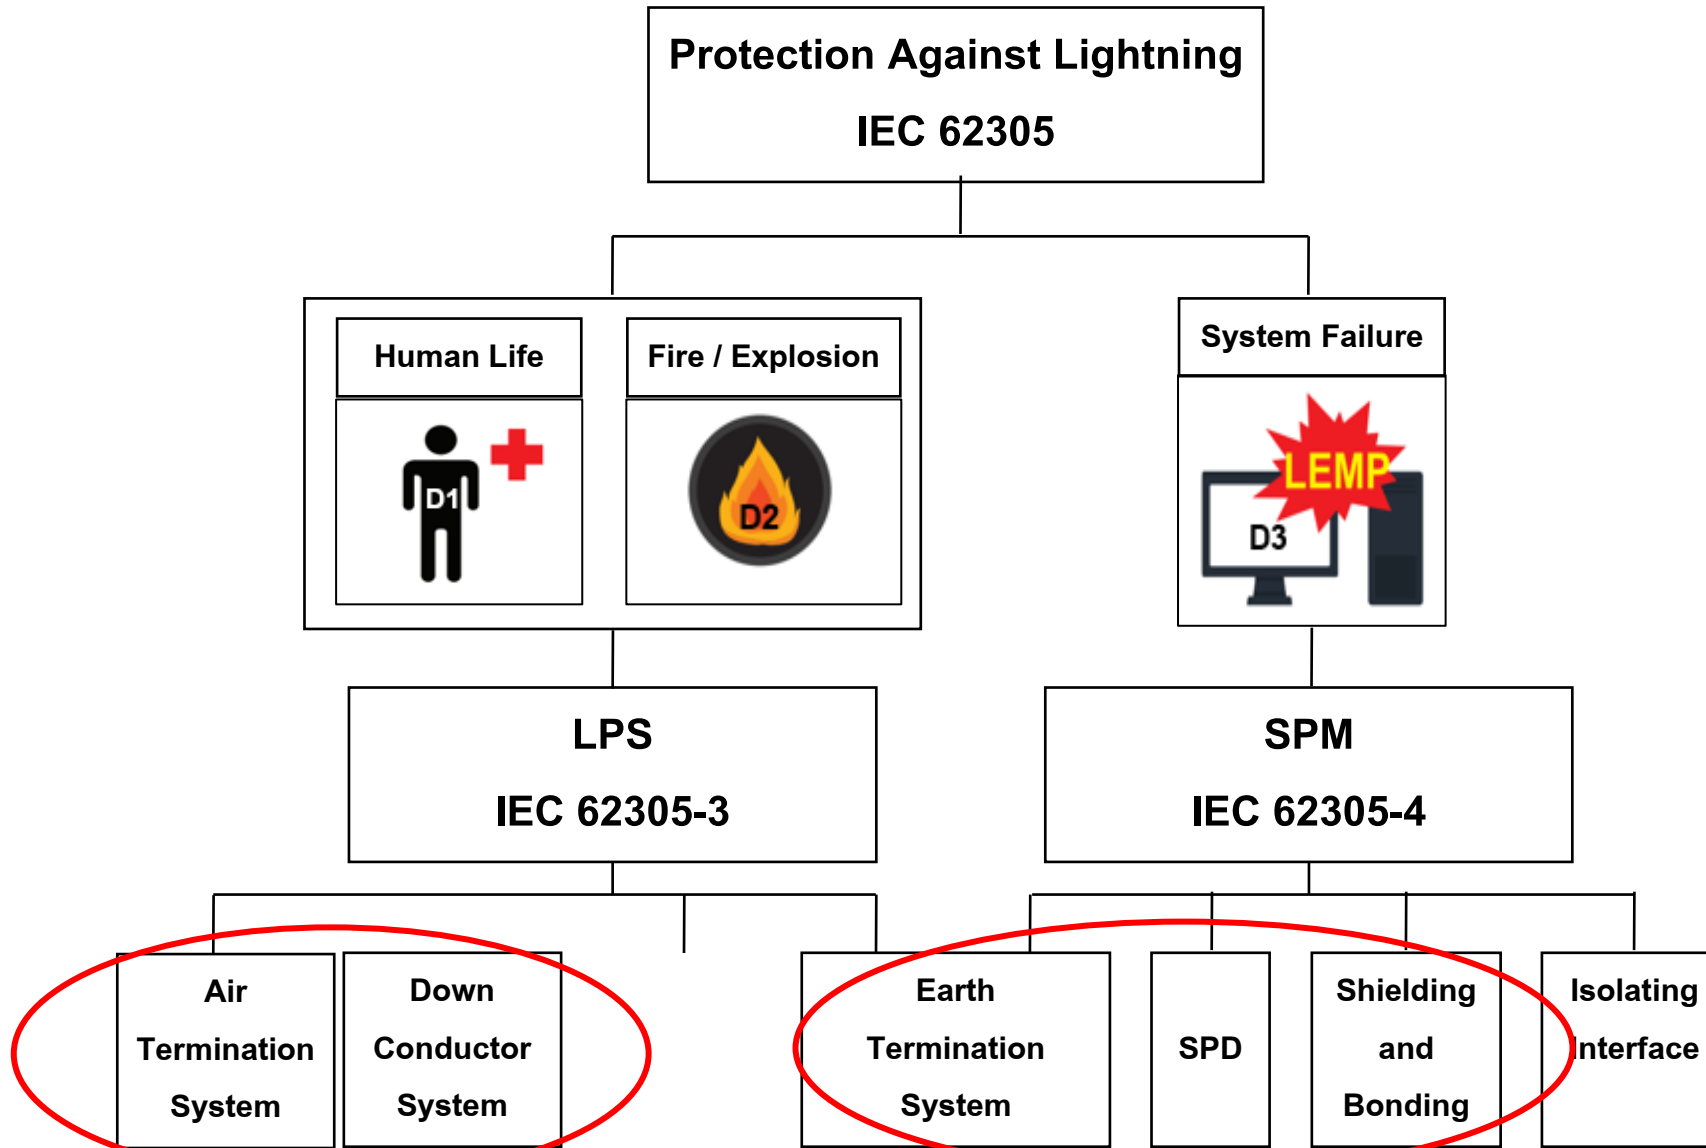 Protection Against Lightning
IEC 62305
Human Life
Fire / Explosion
System Failure
D1
D2
LEMP
D3
LPS
IEC 62305-3
SPM
IEC 62305-4
Air
Termination
System
Down
Conductor
System
Earth
Termination
System
SPD
Shielding
and
Bonding
Isolating
Interface